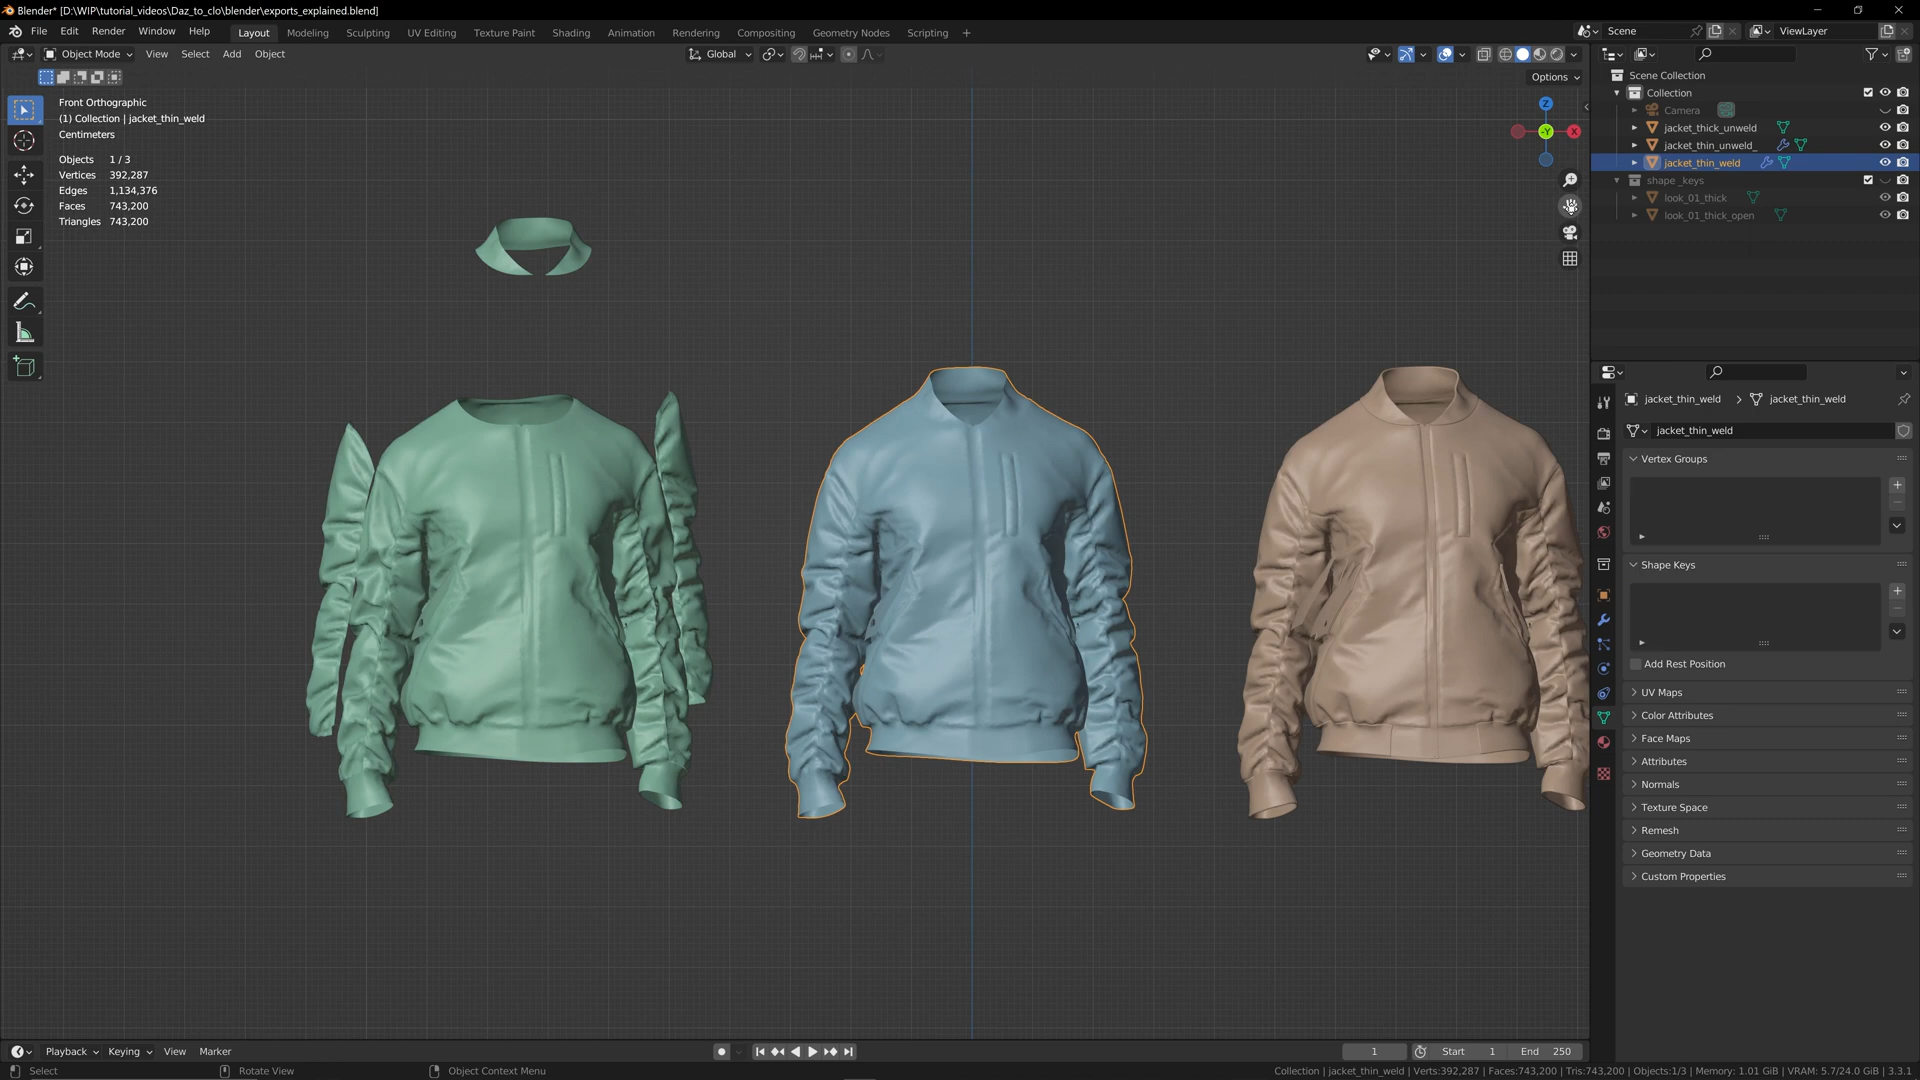 Blender* [D:\WIP\tutorial_videos\Daz_to_clo\blender\exports_explained.blend]
File Edit Render Window Help Layout Modeling Sculpting UV Editing Texture Paint Shading Animation Rendering Compositing Geometry Nodes Scripting + Scene ViewLayer
Object Mode View Select Add Object Global
Options
Front Orthographic
(1) Collection | jacket_thin_weld
Centimeters
Objects 1 / 3
Vertices 392,287
Edges 1,134,376
Faces 743,200
Triangles 743,200
Z
-Y
X
Scene Collection
Collection
Camera
jacket_thick_unweld
jacket_thin_unweld_
jacket_thin_weld
shape _keys
look_01_thick
look_01_thick_open
jacket_thin_weld > jacket_thin_weld
jacket_thin_weld
Vertex Groups
Shape Keys
Add Rest Position
UV Maps
Color Attributes
Face Maps
Attributes
Normals
Texture Space
Remesh
Geometry Data
Custom Properties
Playback Keying View Marker 1 Start 1 End 250
Select Rotate View Object Context Menu Collection | jacket_thin_weld | Verts:392,287 | Faces:743,200 | Tris:743,200 | Objects:1/3 | Memory: 1.01 GiB | VRAM: 5.7/24.0 GiB | 3.3.1